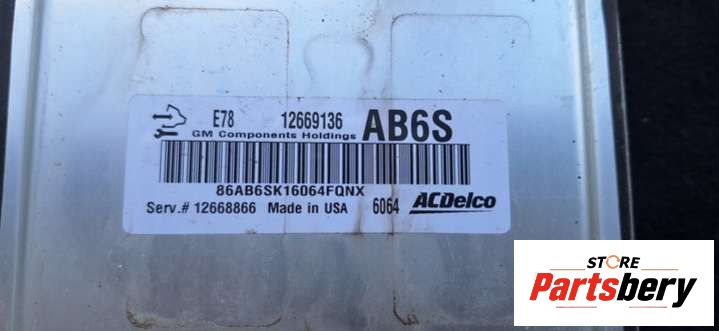 E78 12669136 AB6S
GM Components Holdings
86AB6SK16064FQNX
Serv.# 12668866 Made in USA 6064 ACDelco
STORE
Partsbery